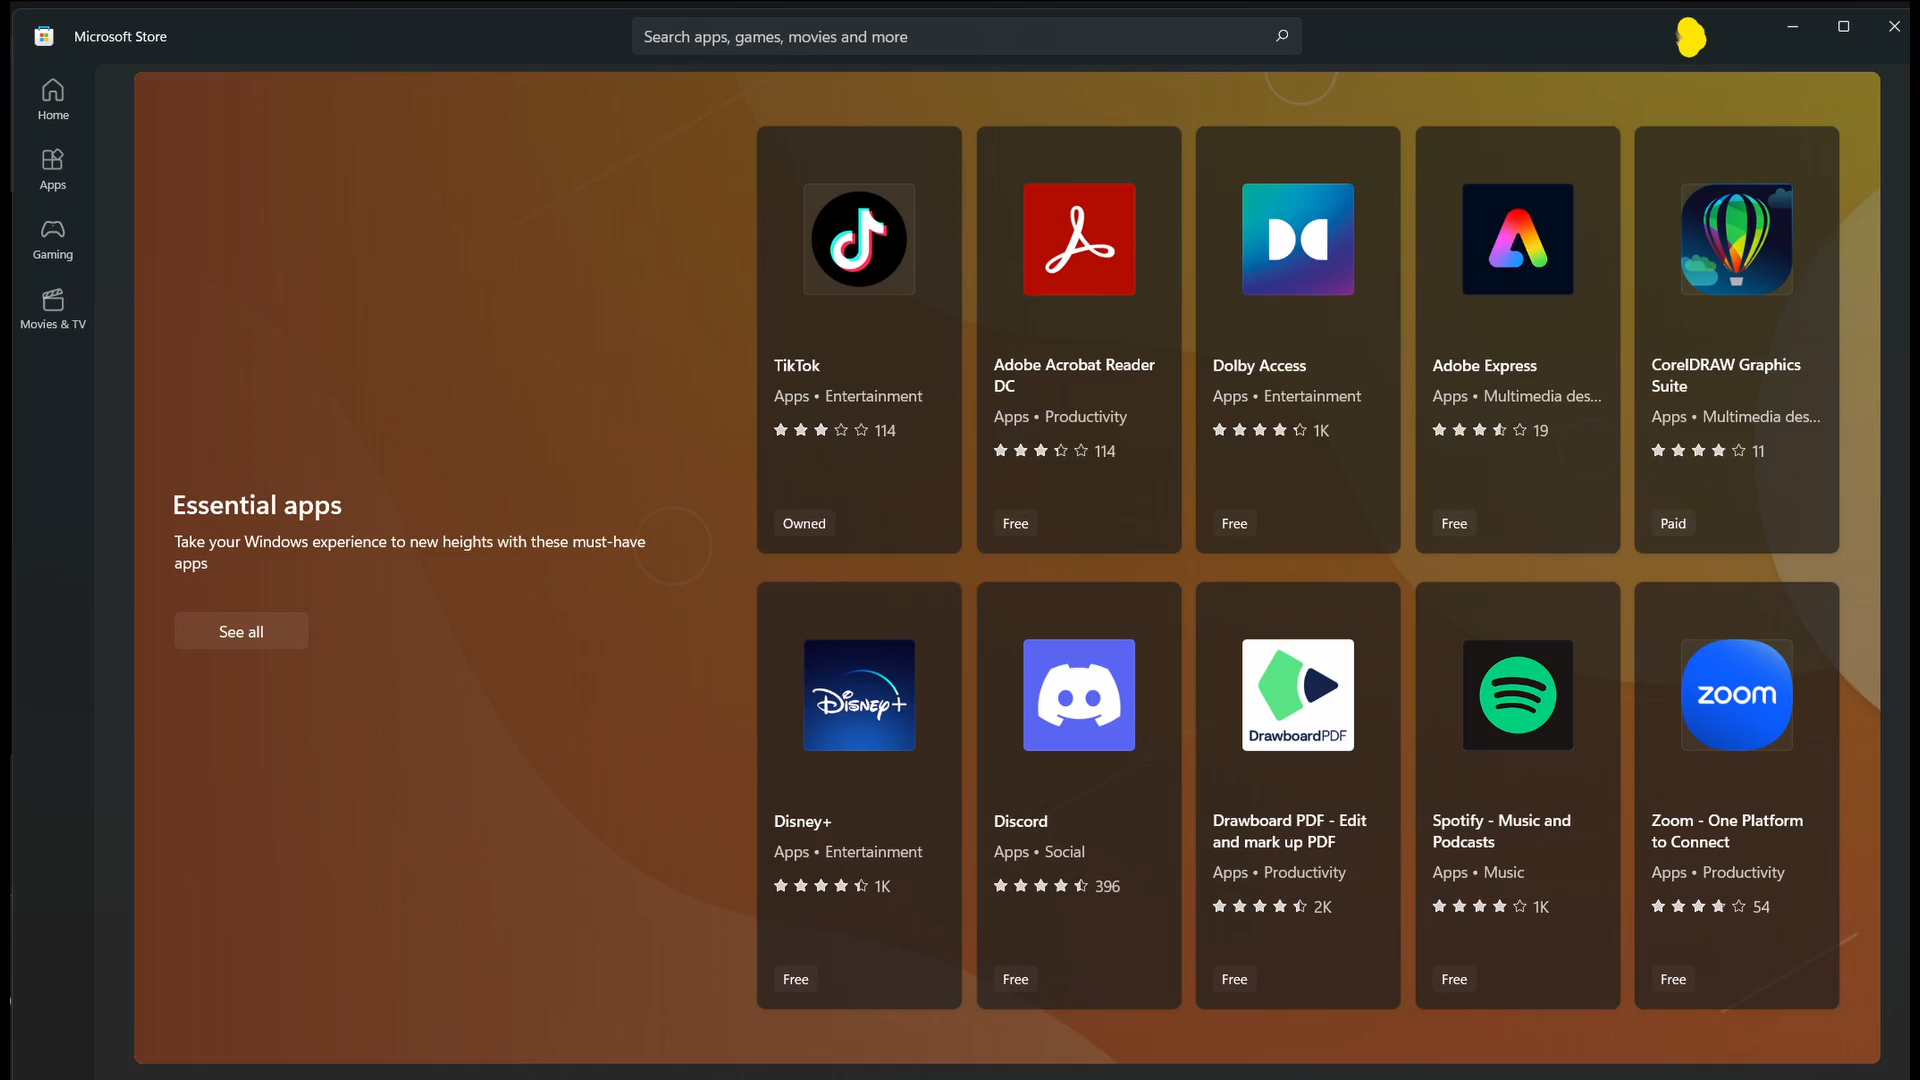 Microsoft Store
Search apps, games, movies and more
Home
Apps
Gaming
Movies & TV
Essential apps
Take your Windows experience to new heights with these must-have
apps
See all
TikTok
Apps • Entertainment
114
Owned
Adobe Acrobat Reader
DC
Apps • Productivity
114
Free
Dolby Access
Apps • Entertainment
1K
Free
Adobe Express
Apps • Multimedia des...
19
Free
CorelDRAW Graphics
Suite
Apps • Multimedia des...
11
Paid
Disney+
Disney+
Apps • Entertainment
1K
Free
Discord
Apps • Social
396
Free
DrawboardPDF
Drawboard PDF - Edit
and mark up PDF
Apps • Productivity
2K
Free
Spotify - Music and
Podcasts
Apps • Music
1K
Free
zoom
Zoom - One Platform
to Connect
Apps • Productivity
54
Free